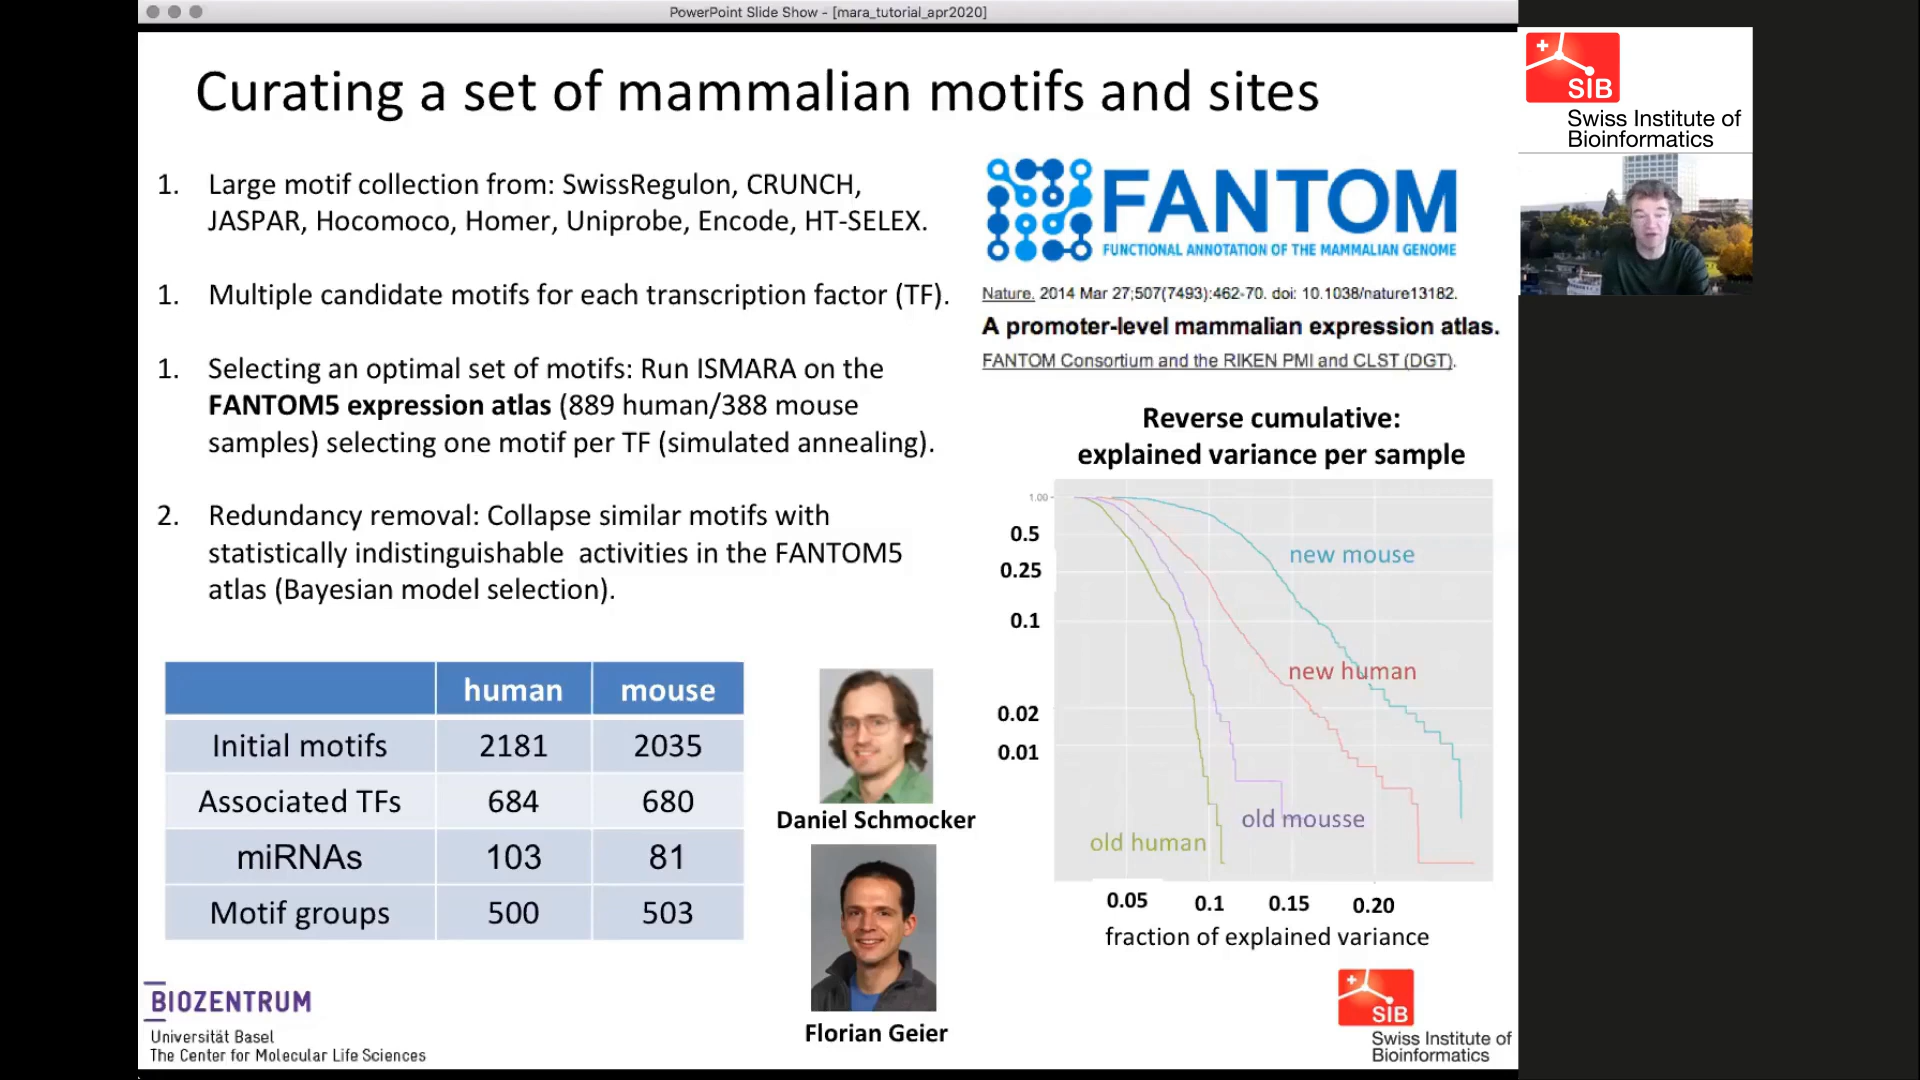 PowerPoint Slide Show - [mara_tutorial_apr2020]
Curating a set of mammalian motifs and sites
1. Large motif collection from: SwissRegulon, CRUNCH,
JASPAR, Hocomoco, Homer, Uniprobe, Encode, HT-SELEX.
1. Multiple candidate motifs for each transcription factor (TF).
1. Selecting an optimal set of motifs: Run ISMARA on the
FANTOM5 expression atlas (889 human/388 mouse
samples) selecting one motif per TF (simulated annealing).
2. Redundancy removal: Collapse similar motifs with
statistically indistinguishable activities in the FANTOM5
atlas (Bayesian model selection).
human mouse
Initial motifs 2181 2035
Associated TFs 684 680
miRNAs 103 81
Motif groups 500 503
BIOZENTRUM
Universität Basel
The Center for Molecular Life Sciences
Daniel Schmocker
Florian Geier
FANTOM
FUNCTIONAL ANNOTATION OF THE MAMMALIAN GENOME
Nature. 2014 Mar 27;507(7493):462-70. doi: 10.1038/nature13182.
A promoter-level mammalian expression atlas.
FANTOM Consortium and the RIKEN PMI and CLST (DGT).
Reverse cumulative:
explained variance per sample
1.00
0.5
0.25
0.1
0.02
0.01
new mouse
new human
old mousse
old human
0.05 0.1 0.15 0.20
fraction of explained variance
SIB
Swiss Institute of
Bioinformatics
SIB
Swiss Institute of
Bioinformatics